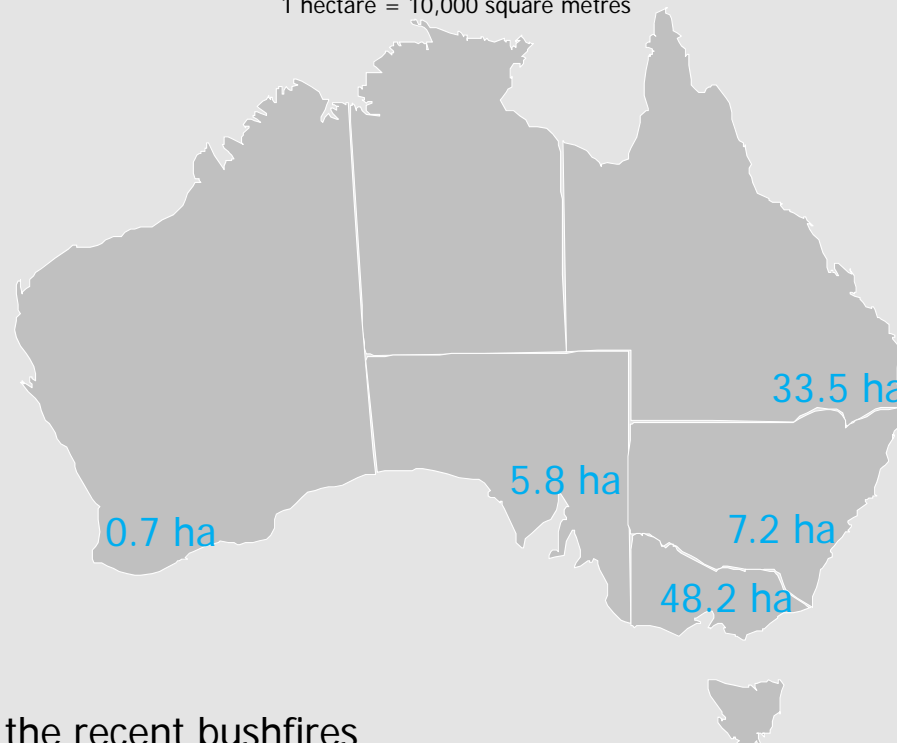 1 hectare = 10,000 square metres
33.5 ha
5.8 ha
0.7 ha
7.2 ha
48.2 ha
the recent bushfires